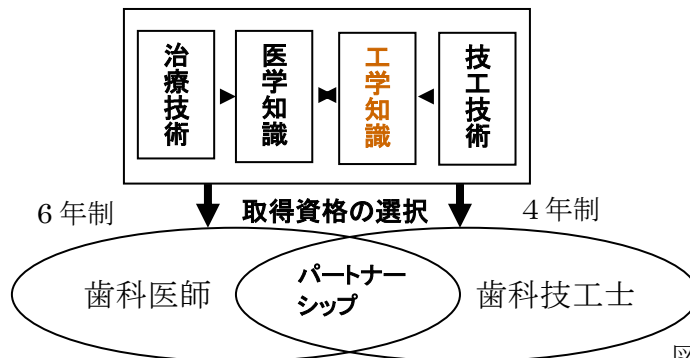 治療技術
医学知識
工学知識
技工技術
6年制
取得資格の選択
4年制
歯科医師
パートナー
シップ
歯科技工士
図